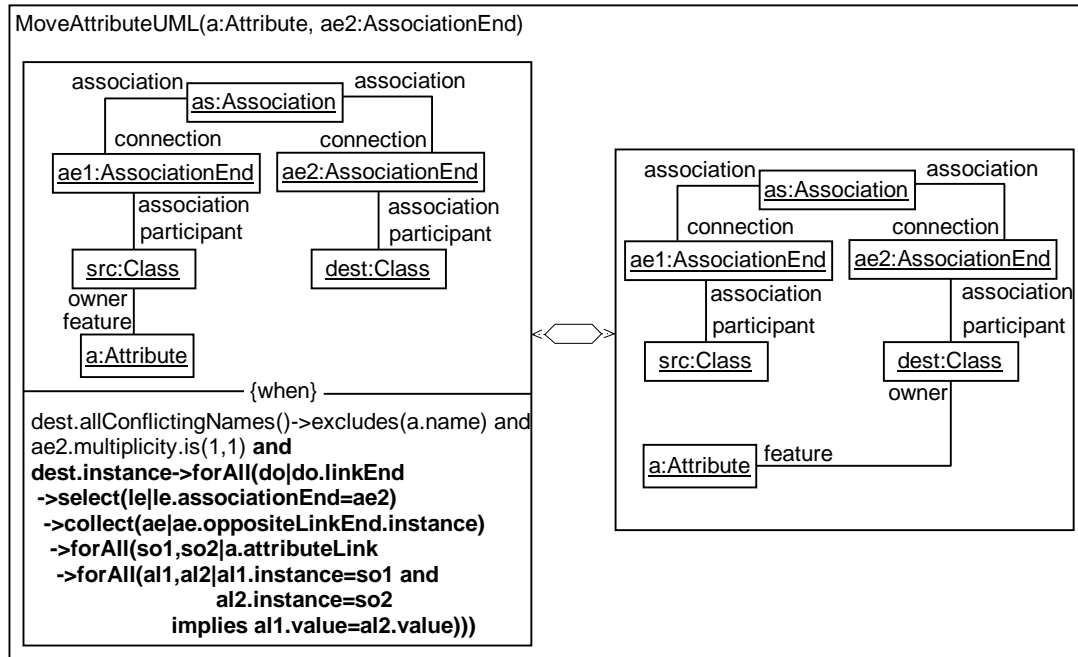 MoveAttributeUML(a:Attribute, ae2:AssociationEnd)
association
association
as:Association
connection
connection
ae1:AssociationEnd
ae2:AssociationEnd
association
association
participant
participant
src:Class
dest:Class
owner
feature
a:Attribute
{when}
dest.allConflictingNames()->excludes(a.name) and
ae2.multiplicity.is(1,1) and
dest.instance->forAll(do|do.linkEnd
->select(le|le.associationEnd=ae2)
->collect(ae|ae.oppositeLinkEnd.instance)
->forAll(so1,so2|a.attributeLink
->forAll(al1,al2|al1.instance=so1 and
al2.instance=so2
implies al1.value=al2.value)))
association
association
as:Association
connection
connection
ae1:AssociationEnd
ae2:AssociationEnd
association
association
participant
participant
src:Class
dest:Class
owner
a:Attribute
feature